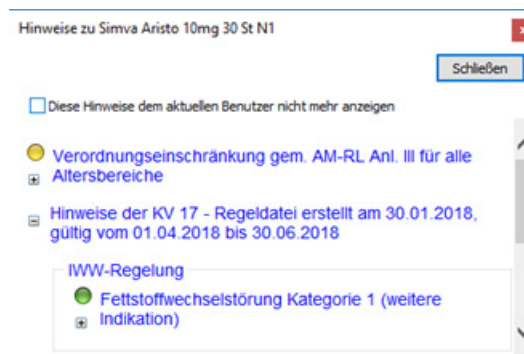 Hinweise zu Simva Aristo 10mg 30 St N1
Schließen
Diese Hinweise dem aktuellen Benutzer nicht mehr anzeigen
Verordnungseinschränkung gem. AM-RL Anl. III für alle
Altersbereiche
Hinweise der KV 17 - Regeldatei erstellt am 30.01.2018,
gültig vom 01.04.2018 bis 30.06.2018
IWW-Regelung
Fettstoffwechselstörung Kategorie 1 (weitere
Indikation)